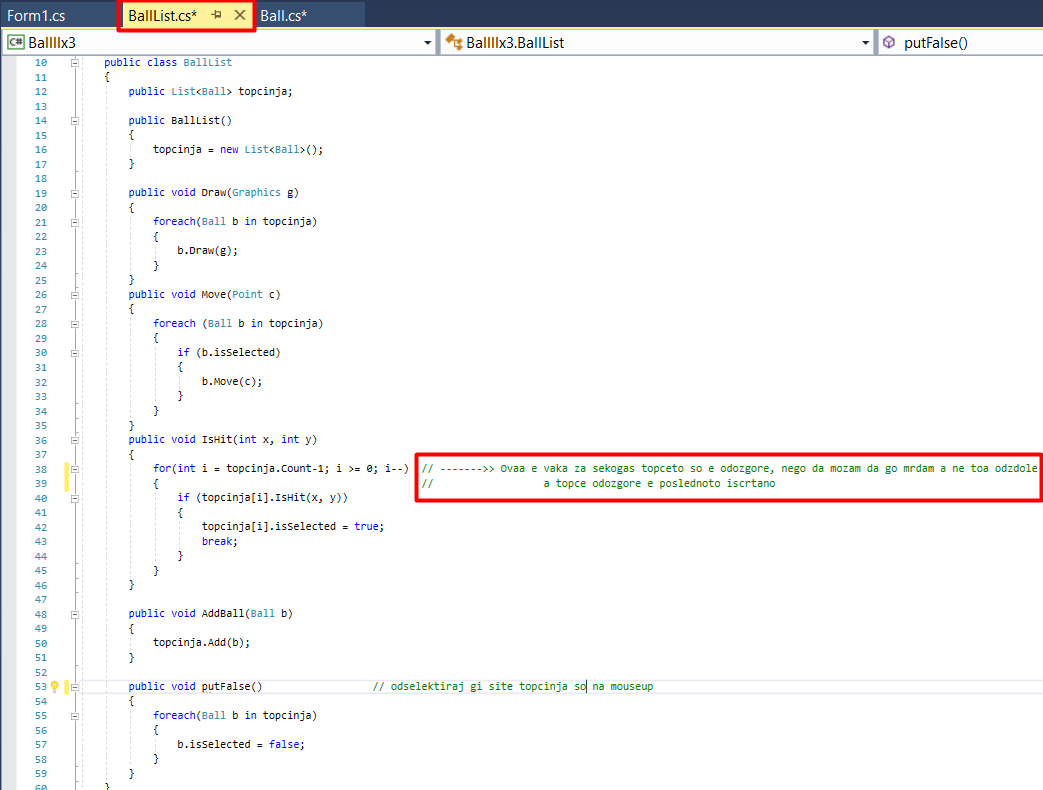 Form1.cs BallList.cs* Ball.cs*
C# BallIIx3 BallIIx3.BallList putFalse()
10 public class BallList
11 {
12 public List<Ball> topcinja;
13
14 public BallList()
15 {
16 topcinja = new List<Ball>();
17 }
18
19 public void Draw(Graphics g)
20 {
21 foreach(Ball b in topcinja)
22 {
23 b.Draw(g);
24 }
25 }
26 public void Move(Point c)
27 {
28 foreach (Ball b in topcinja)
29 {
30 if (b.isSelected)
31 {
32 b.Move(c);
33 }
34 }
35 }
36 public void IsHit(int x, int y)
37 {
38 for(int i = topcinja.Count-1; i >= 0; i--) // ------->> Ovaa e vaka za sekogas topceto so e odozgore, nego da mozam da go mrdam a ne toa odzdole
39 { // a topce odozgore e poslednoto iscrtano
40 if (topcinja[i].IsHit(x, y))
41 {
42 topcinja[i].isSelected = true;
43 break;
44 }
45 }
46 }
47
48 public void AddBall(Ball b)
49 {
50 topcinja.Add(b);
51 }
52
53 public void putFalse() // odselektiraj gi site topcinja so na mouseup
54 {
55 foreach(Ball b in topcinja)
56 {
57 b.isSelected = false;
58 }
59 }
60 }